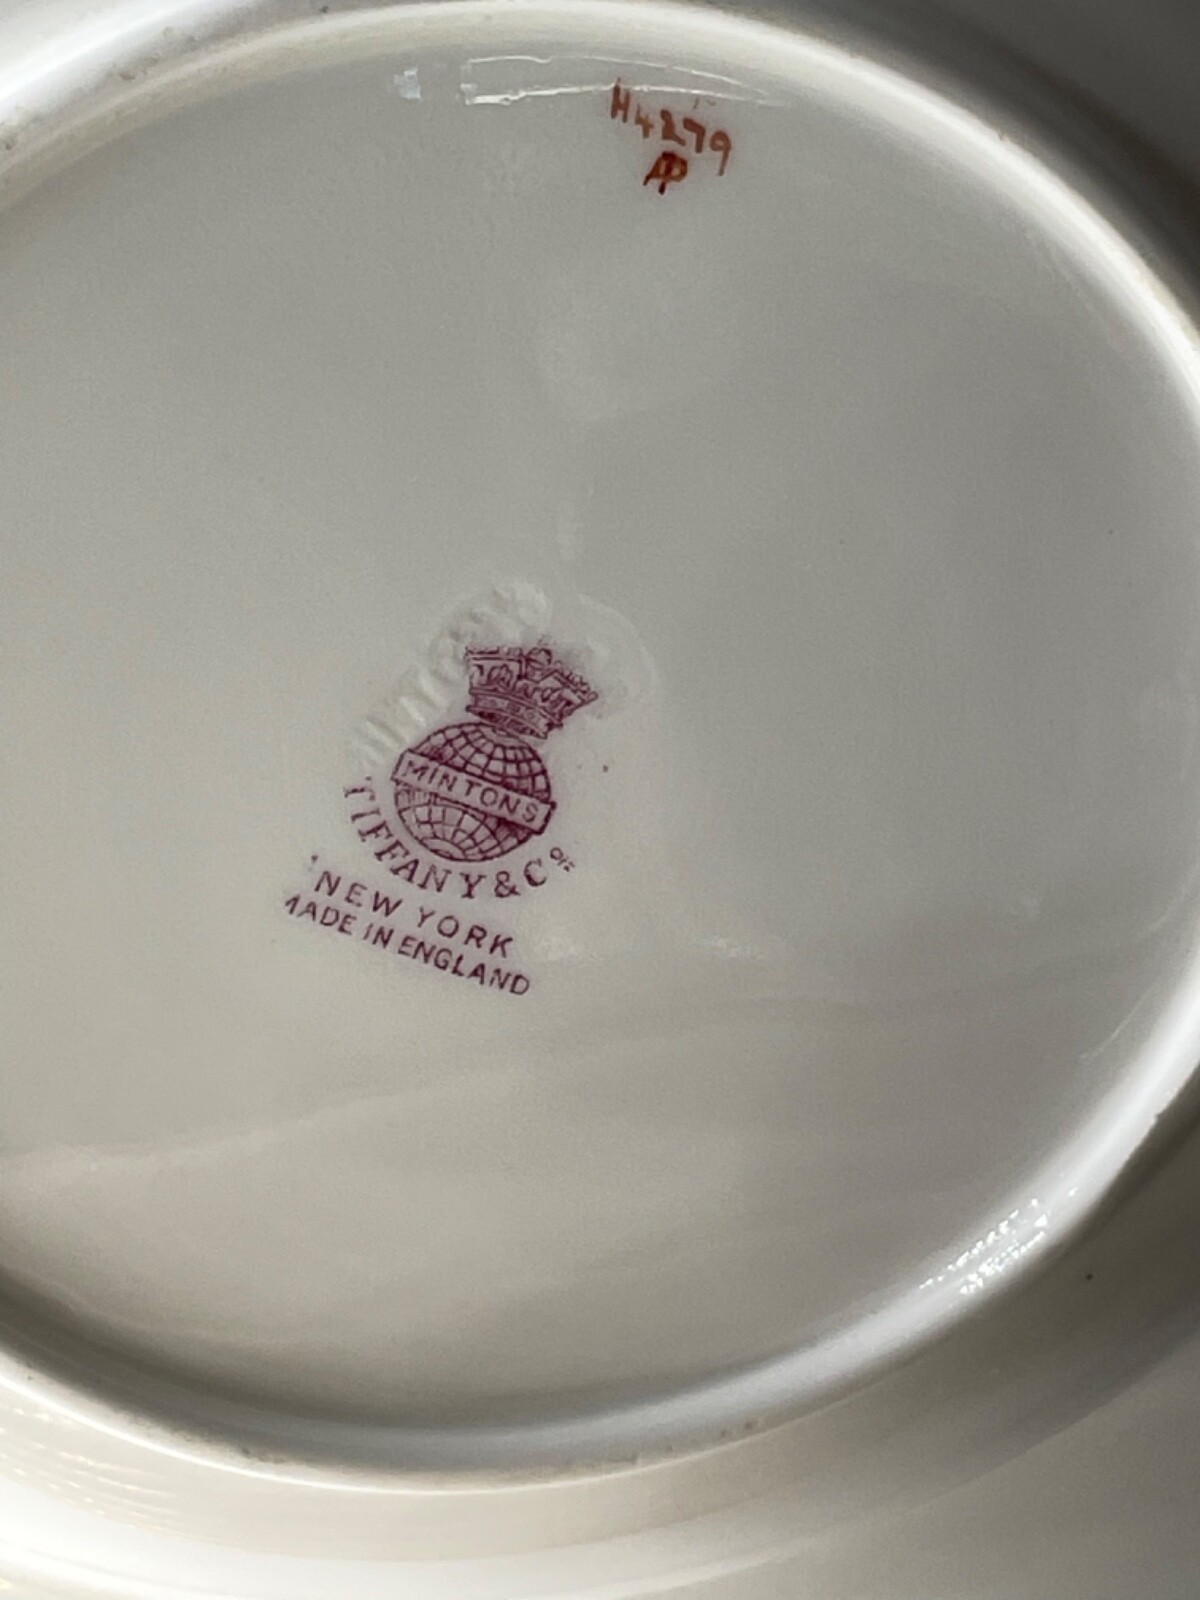 H4279
MINTONS
TIFFANY & Co
NEW YORK
MADE IN ENGLAND